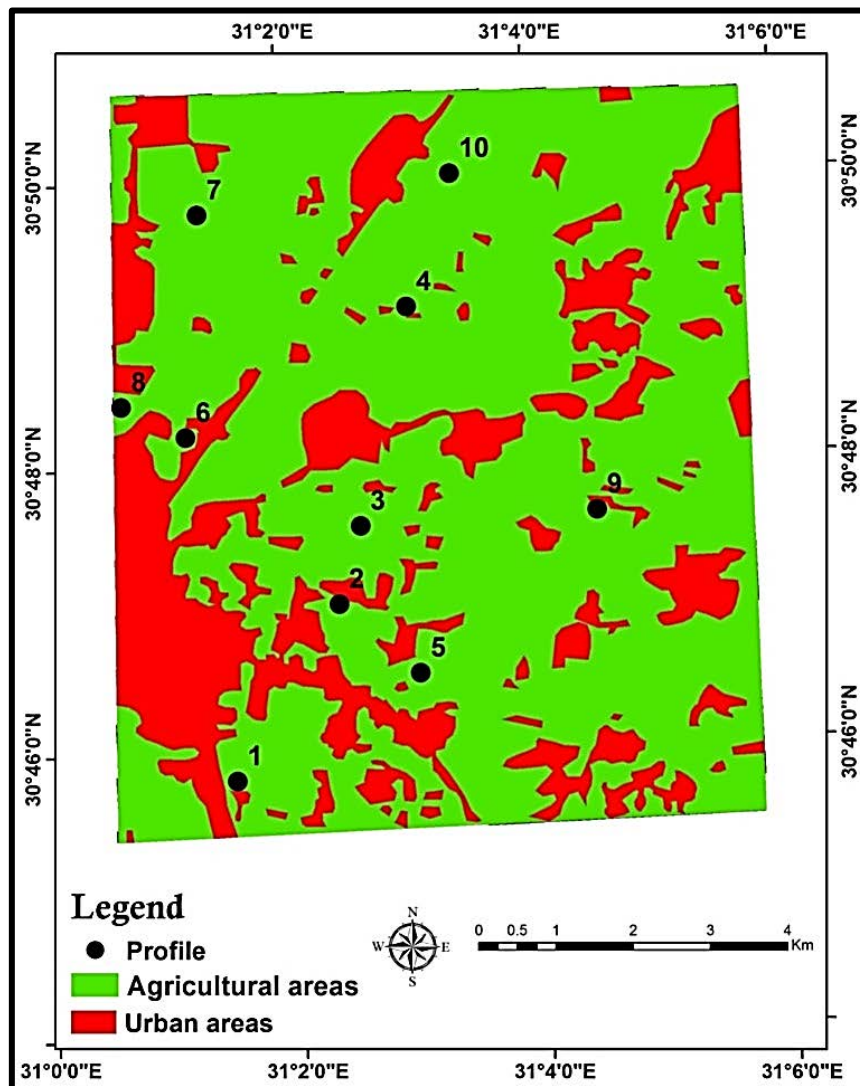 31°2'0"E 31°4'0"E 31°6'0"E
30°50'0"N
30°50'0"N
10
7
4
8
6
30°48'0"N
30°48'0"N
9
3
2
5
30°46'0"N
30°46'0"N
1
Legend
Profile
Agricultural areas
Urban areas
N
W E
S
0 0.5 1 2 3 4
Km
31°0'0"E 31°2'0"E 31°4'0"E 31°6'0"E